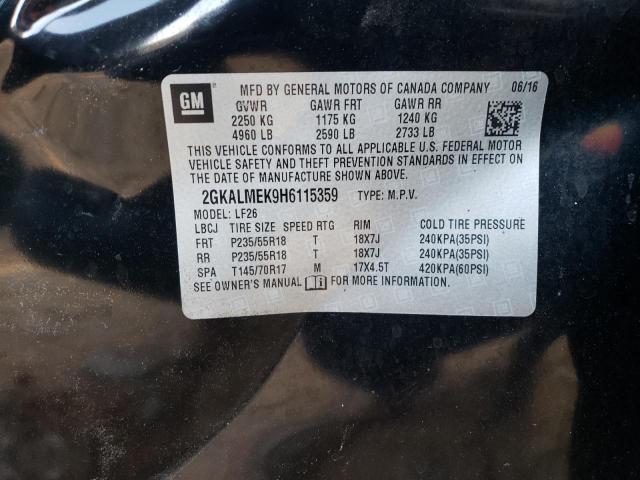 GM
MFD BY GENERAL MOTORS OF CANADA COMPANY 06/16
GVWR GAWR FRT GAWR RR
2250 KG 1175 KG 1240 KG
4960 LB 2590 LB 2733 LB
THIS VEHICLE CONFORMS TO ALL APPLICABLE U.S. FEDERAL MOTOR
VEHICLE SAFETY AND THEFT PREVENTION STANDARDS IN EFFECT ON
THE DATE OF MANUFACTURE SHOWN ABOVE.
2GKALMEK9H6115359 TYPE: M.P.V.
MODEL: LF26
LBCJ TIRE SIZE SPEED RTG RIM COLD TIRE PRESSURE
FRT P235/55R18 T 18X7J 240KPA(35PSI)
RR P235/55R18 T 18X7J 240KPA(35PSI)
SPA T145/70R17 M 17X4.5T 420KPA(60PSI)
SEE OWNER'S MANUAL FOR MORE INFORMATION